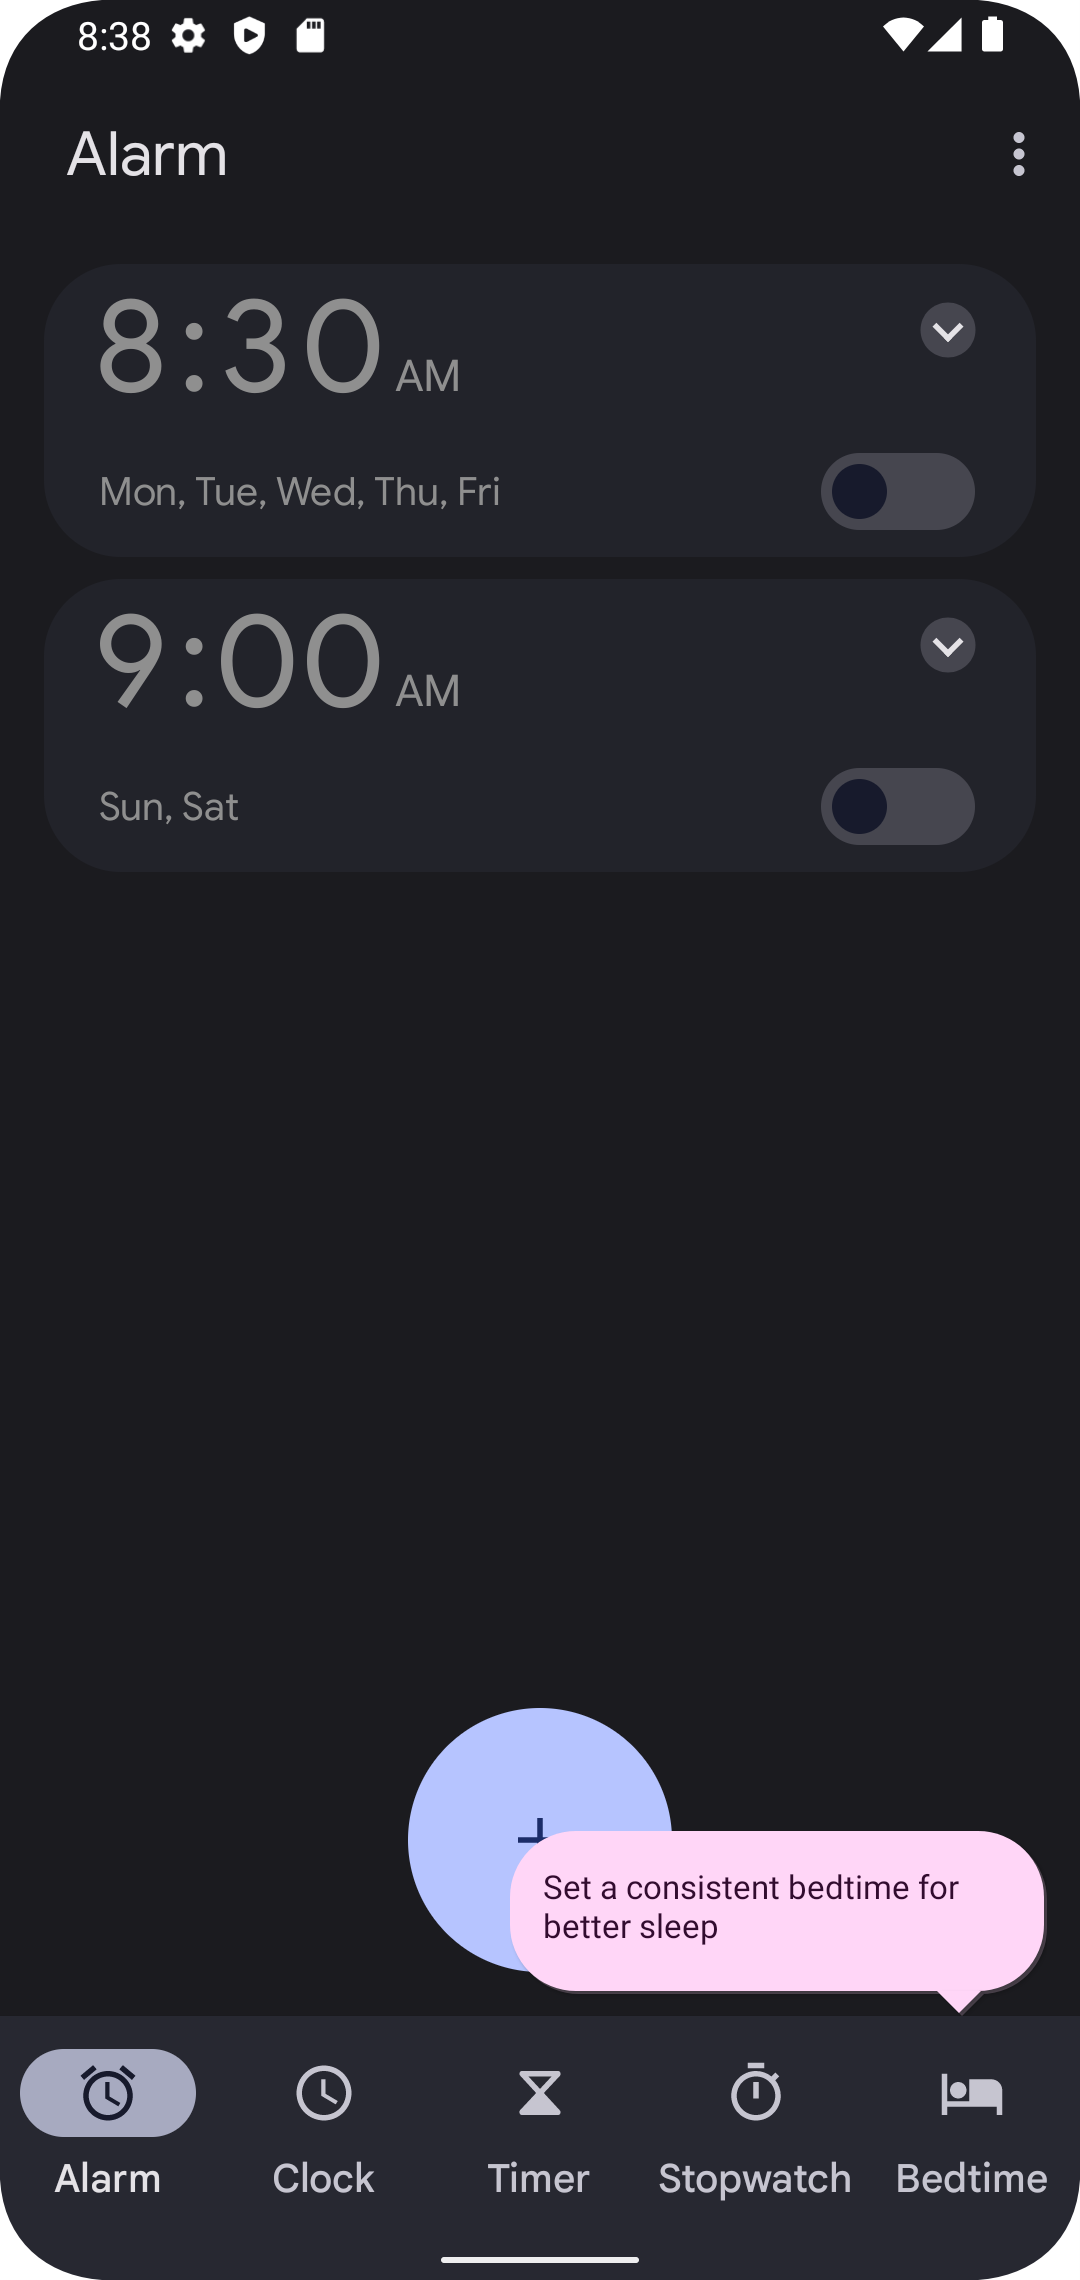 8:38
Alarm
8:30 AM
Mon, Tue, Wed, Thu, Fri
9:00 AM
Sun, Sat
Set a consistent bedtime for
better sleep
Alarm Clock Timer Stopwatch Bedtime